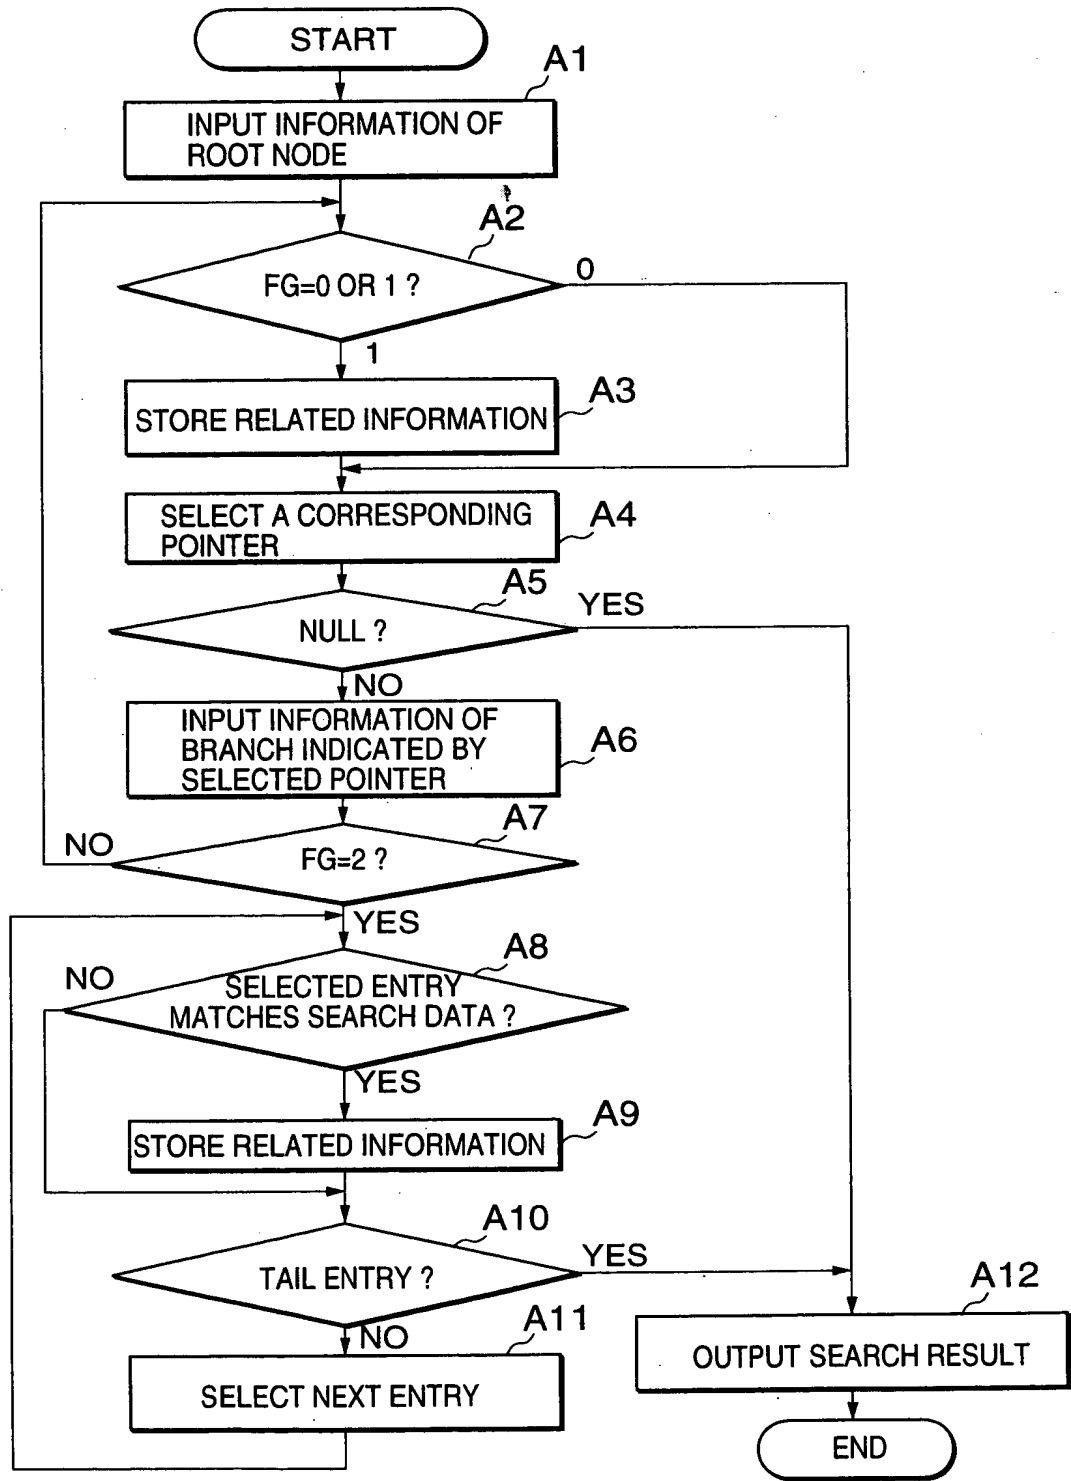 START
A1
INPUT INFORMATION OF
ROOT NODE
A2
FG=0 OR 1 ?
0
1
A3
STORE RELATED INFORMATION
A4
SELECT A CORRESPONDING
POINTER
A5
NULL ?
YES
NO
INPUT INFORMATION OF
BRANCH INDICATED BY
SELECTED POINTER
A6
A7
NO
FG=2 ?
YES
A8
NO
SELECTED ENTRY
MATCHES SEARCH DATA ?
YES
A9
STORE RELATED INFORMATION
A10
TAIL ENTRY ?
YES
NO
A11
SELECT NEXT ENTRY
A12
OUTPUT SEARCH RESULT
END